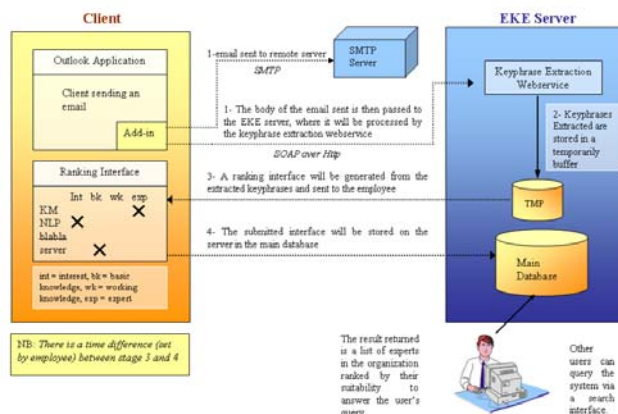 Client
EKE Server
Outlook Application
Client sending an
email
Add-in
1-email sent to remote server
SMTP
SMTP
Server
Keyphrase Extraction
Webservice
1- The body of the email sent is then passed
to the EKE server, where it will be processed
by the keyphrase extraction webservice
SOAP over Http
2- Keyphrases
Extracted are
stored in a
temporarily
buffer
Ranking Interface
Int bk wk exp
KM
NLP
blabla
server
int = interest, bk = basic
knowledge, wk = working
knowledge, exp = expert
3- A ranking interface will be generated from the
extracted keyphrases and sent to the employee
TMP
4- The submitted interface will be stored on the
server in the main database
Main
Database
NB: There is a time difference (set
by employee) between stage 3 and 4
The result returned
is a list of experts
in the organization
ranked by their
suitability to
answer the user's
query
Other
users can
query the
system via
a search
interface